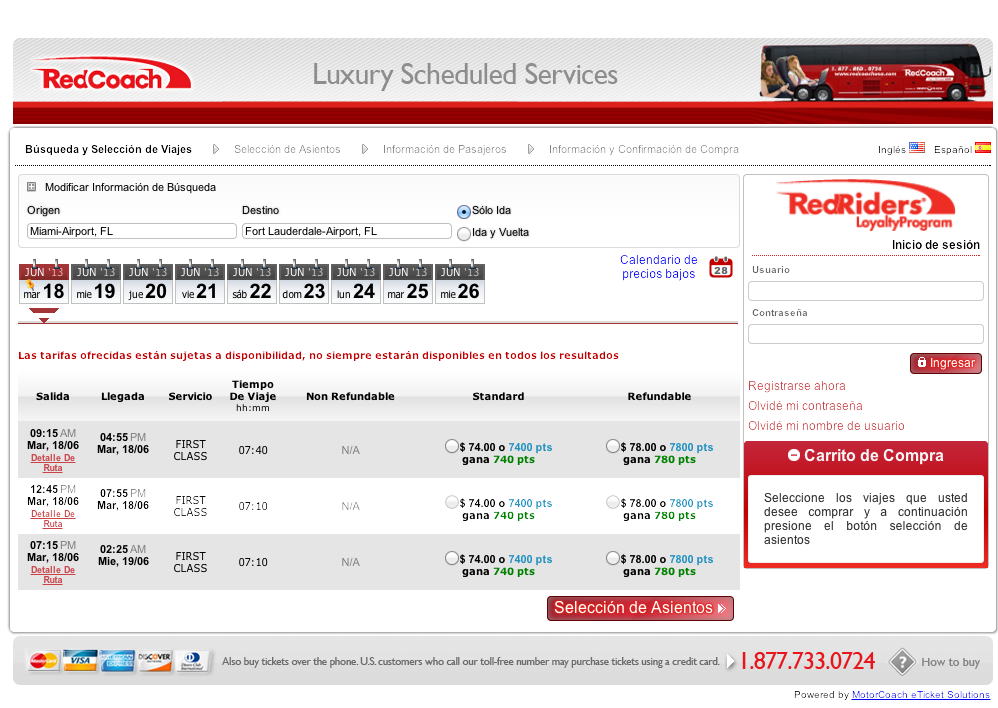 RedCoach
Luxury Scheduled Services
1. 877 . 850 . 0754
www.redcoachusa.com
RedCoach
Búsqueda y Selección de Viajes
Selección de Asientos
Información de Pasajeros
Información y Confirmación de Compra
Inglés
Español
Modificar Información de Búsqueda
Origen
Destino
Sólo Ida
Miami-Airport, FL
Fort Lauderdale-Airport, FL
Ida y Vuelta
RedRiders'
LoyaltyProgram
Inicio de sesión
Usuario
Contraseña
Ingresar
Registrarse ahora
Olvidé mi contraseña
Olvidé mi nombre de usuario
Carrito de Compra
Seleccione los viajes que usted
desee comprar y a continuación
presione el botón selección de
asientos
Calendario de
precios bajos
28
JUN '13 JUN '13 JUN '13 JUN '13 JUN '13 JUN '13 JUN '13 JUN '13 JUN '13
mar 18 mie 19 jue 20 vie 21 sáb 22 dom 23 lun 24 mar 25 mie 26
Las tarifas ofrecidas están sujetas a disponibilidad, no siempre estarán disponibles en todos los resultados
Salida
Llegada
Servicio
Tiempo
De Viaje
hh:mm
Non Refundable
Standard
Refundable
09:15 AM
Mar, 18/06
Detalle De
Ruta
04:55 PM
Mar, 18/06
FIRST
CLASS
07:40
N/A
$ 74.00 o 7400 pts
gana 740 pts
$ 78.00 o 7800 pts
gana 780 pts
12:45 PM
Mar, 18/06
Detalle De
Ruta
07:55 PM
Mar, 18/06
FIRST
CLASS
07:10
N/A
$ 74.00 o 7400 pts
gana 740 pts
$ 78.00 o 7800 pts
gana 780 pts
07:15 PM
Mar, 18/06
Detalle De
Ruta
02:25 AM
Mie, 19/06
FIRST
CLASS
07:10
N/A
$ 74.00 o 7400 pts
gana 740 pts
$ 78.00 o 7800 pts
gana 780 pts
Selección de Asientos
MasterCard
VISA
AMERICAN
EXPRESS
DISCOVER
Diners Club
International
Also buy tickets over the phone. U.S. customers who call our toll-free number may purchase tickets using a credit card.
1.877.733.0724
?
How to buy
Powered by MotorCoach eTicket Solutions